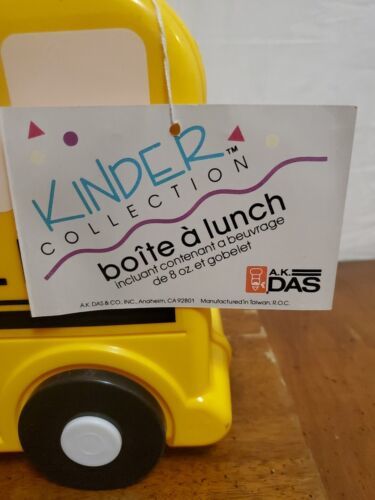 KINDER™
COLLECTION
boîte à lunch
incluant contenant a beuvrage
de 8 oz et gobelet
A.K.
DAS
A.K. DAS & CO., INC., Anaheim, CA 92801 Manufactured in Taiwan, R.O.C.